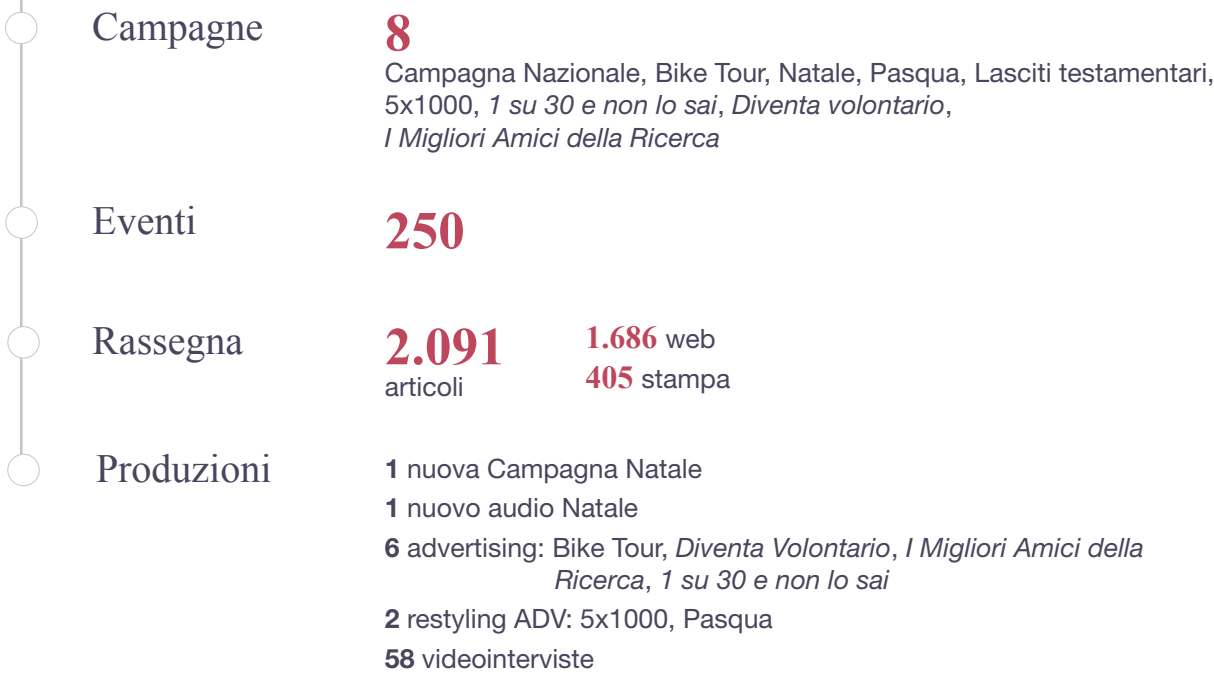 Campagne
8
Campagna Nazionale, Bike Tour, Natale, Pasqua, Lasciti testamentari,
5x1000, 1 su 30 e non lo sai, Diventa volontario,
I Migliori Amici della Ricerca
Eventi
250
Rassegna
2.091
articoli
1.686 web
405 stampa
Produzioni
1 nuova Campagna Natale
1 nuovo audio Natale
6 advertising: Bike Tour, Diventa Volontario, I Migliori Amici della
Ricerca, 1 su 30 e non lo sai
2 restyling ADV: 5x1000, Pasqua
58 videointerviste